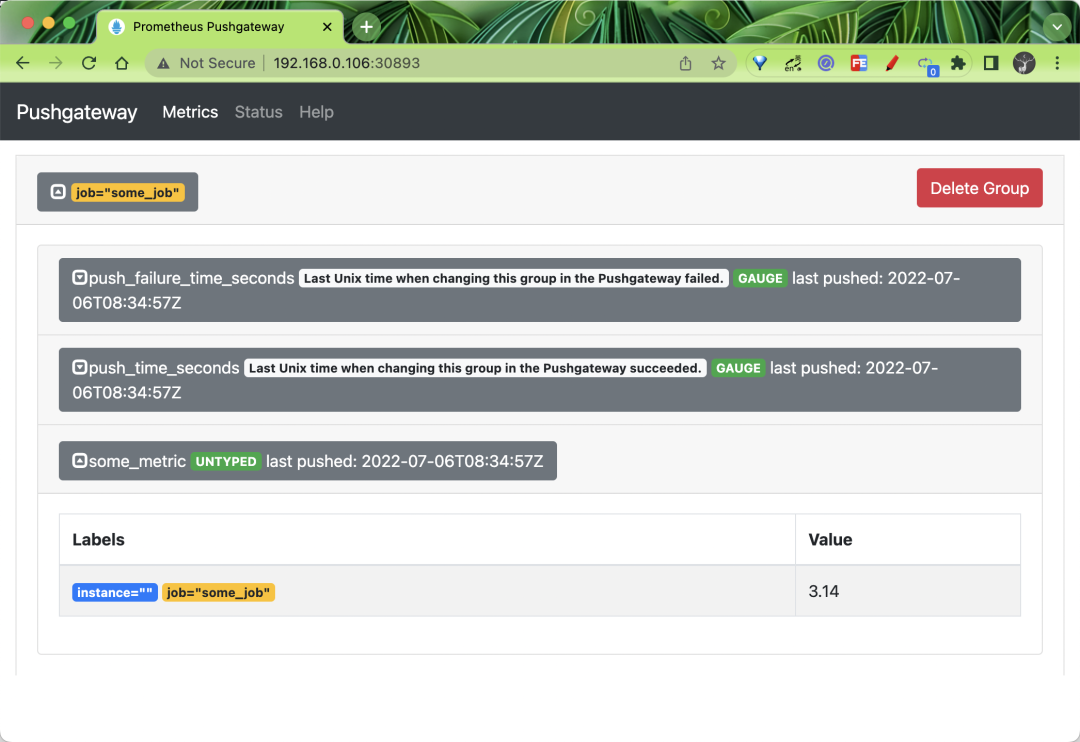 Prometheus Pushgateway
Not Secure 192.168.0.106:30893
en
FE
0
Pushgateway Metrics Status Help
job="some_job" Delete Group
push_failure_time_seconds Last Unix time when changing this group in the Pushgateway failed. GAUGE last pushed: 2022-07-
06T08:34:57Z
push_time_seconds Last Unix time when changing this group in the Pushgateway succeeded. GAUGE last pushed: 2022-07-
06T08:34:57Z
some_metric UNTYPED last pushed: 2022-07-06T08:34:57Z
Labels Value
instance="" job="some_job" 3.14